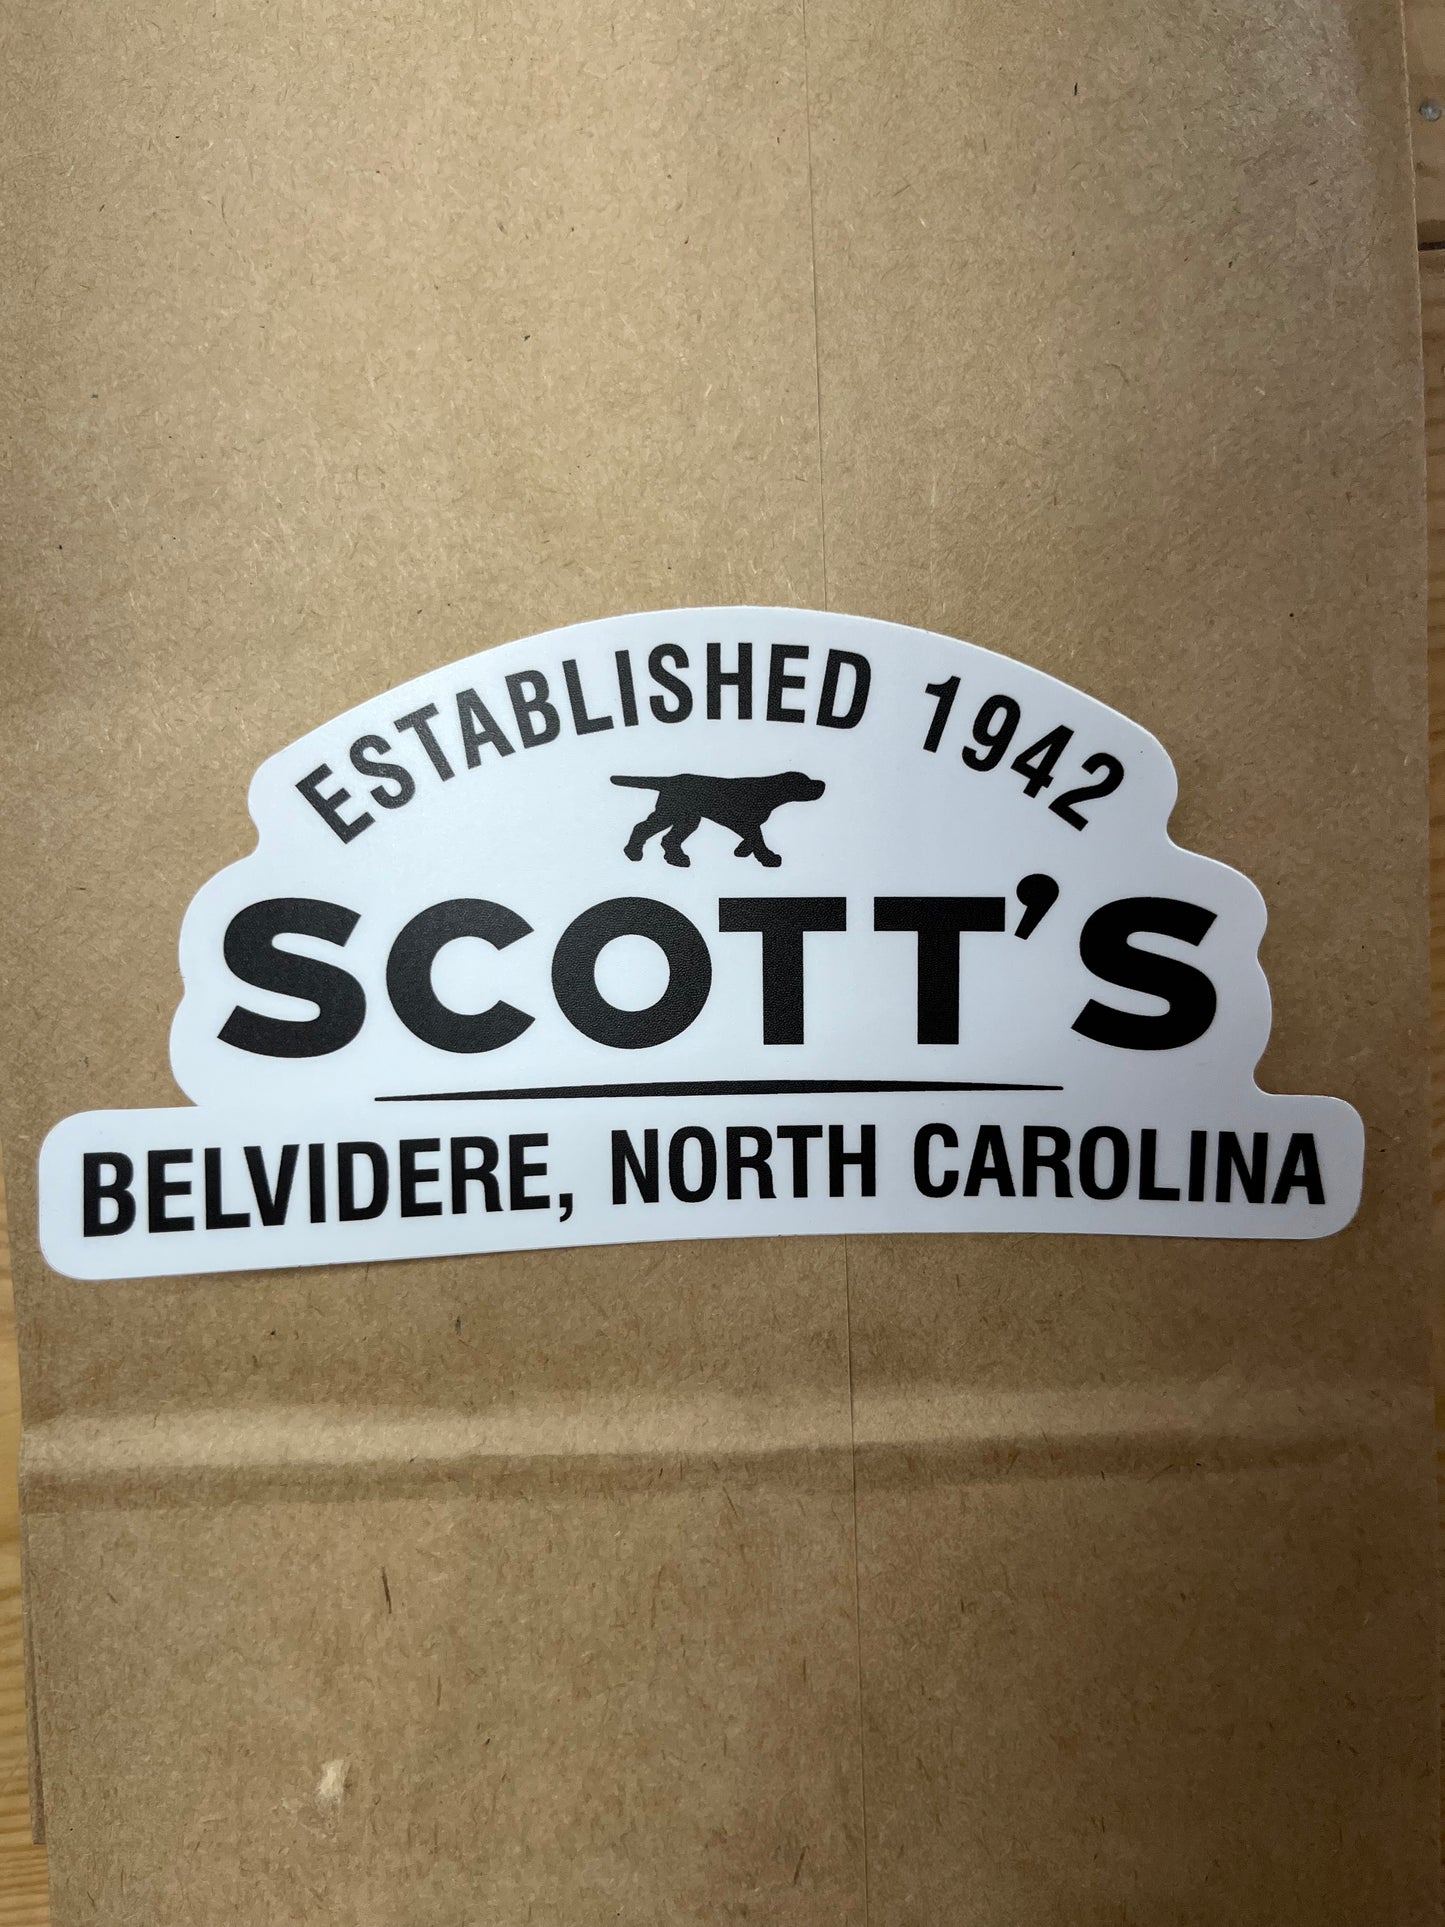 ESTABLISHED 1942
SCOTT'S
BELVIDERE, NORTH CAROLINA